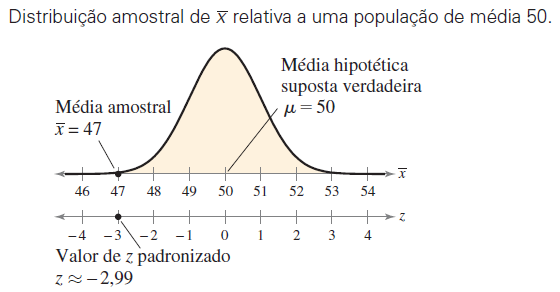 Distribuição amostral de x̅ relativa a uma população de média 50.
Média hipotética
suposta verdadeira
μ = 50
Média amostral
x̅ = 47
x̅
46 47 48 49 50 51 52 53 54
z
−4 −3 −2 −1 0 1 2 3 4
Valor de z padronizado
z ≈ −2,99